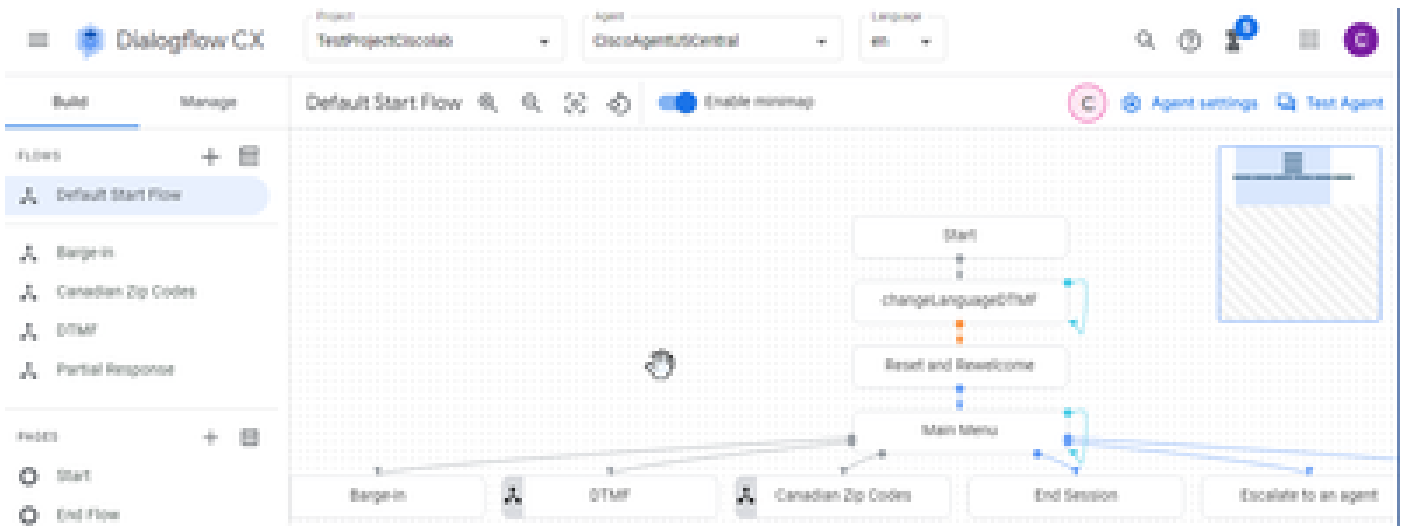 Dialogflow CX
Project
TestProjectCiscolab
Agent
CiscoAgentUSCentral
Language
en
C
Build
Manage
Default Start Flow
Enable minimap
C
Agent settings
Test Agent
FLOWS
Default Start Flow
Barge-in
Canadian Zip Codes
DTMF
Partial Response
PAGES
Start
End Flow
Start
changeLanguageDTMF
Reset and Rewelcome
Main Menu
Barge-in
DTMF
Canadian Zip Codes
End Session
Escalate to an agent